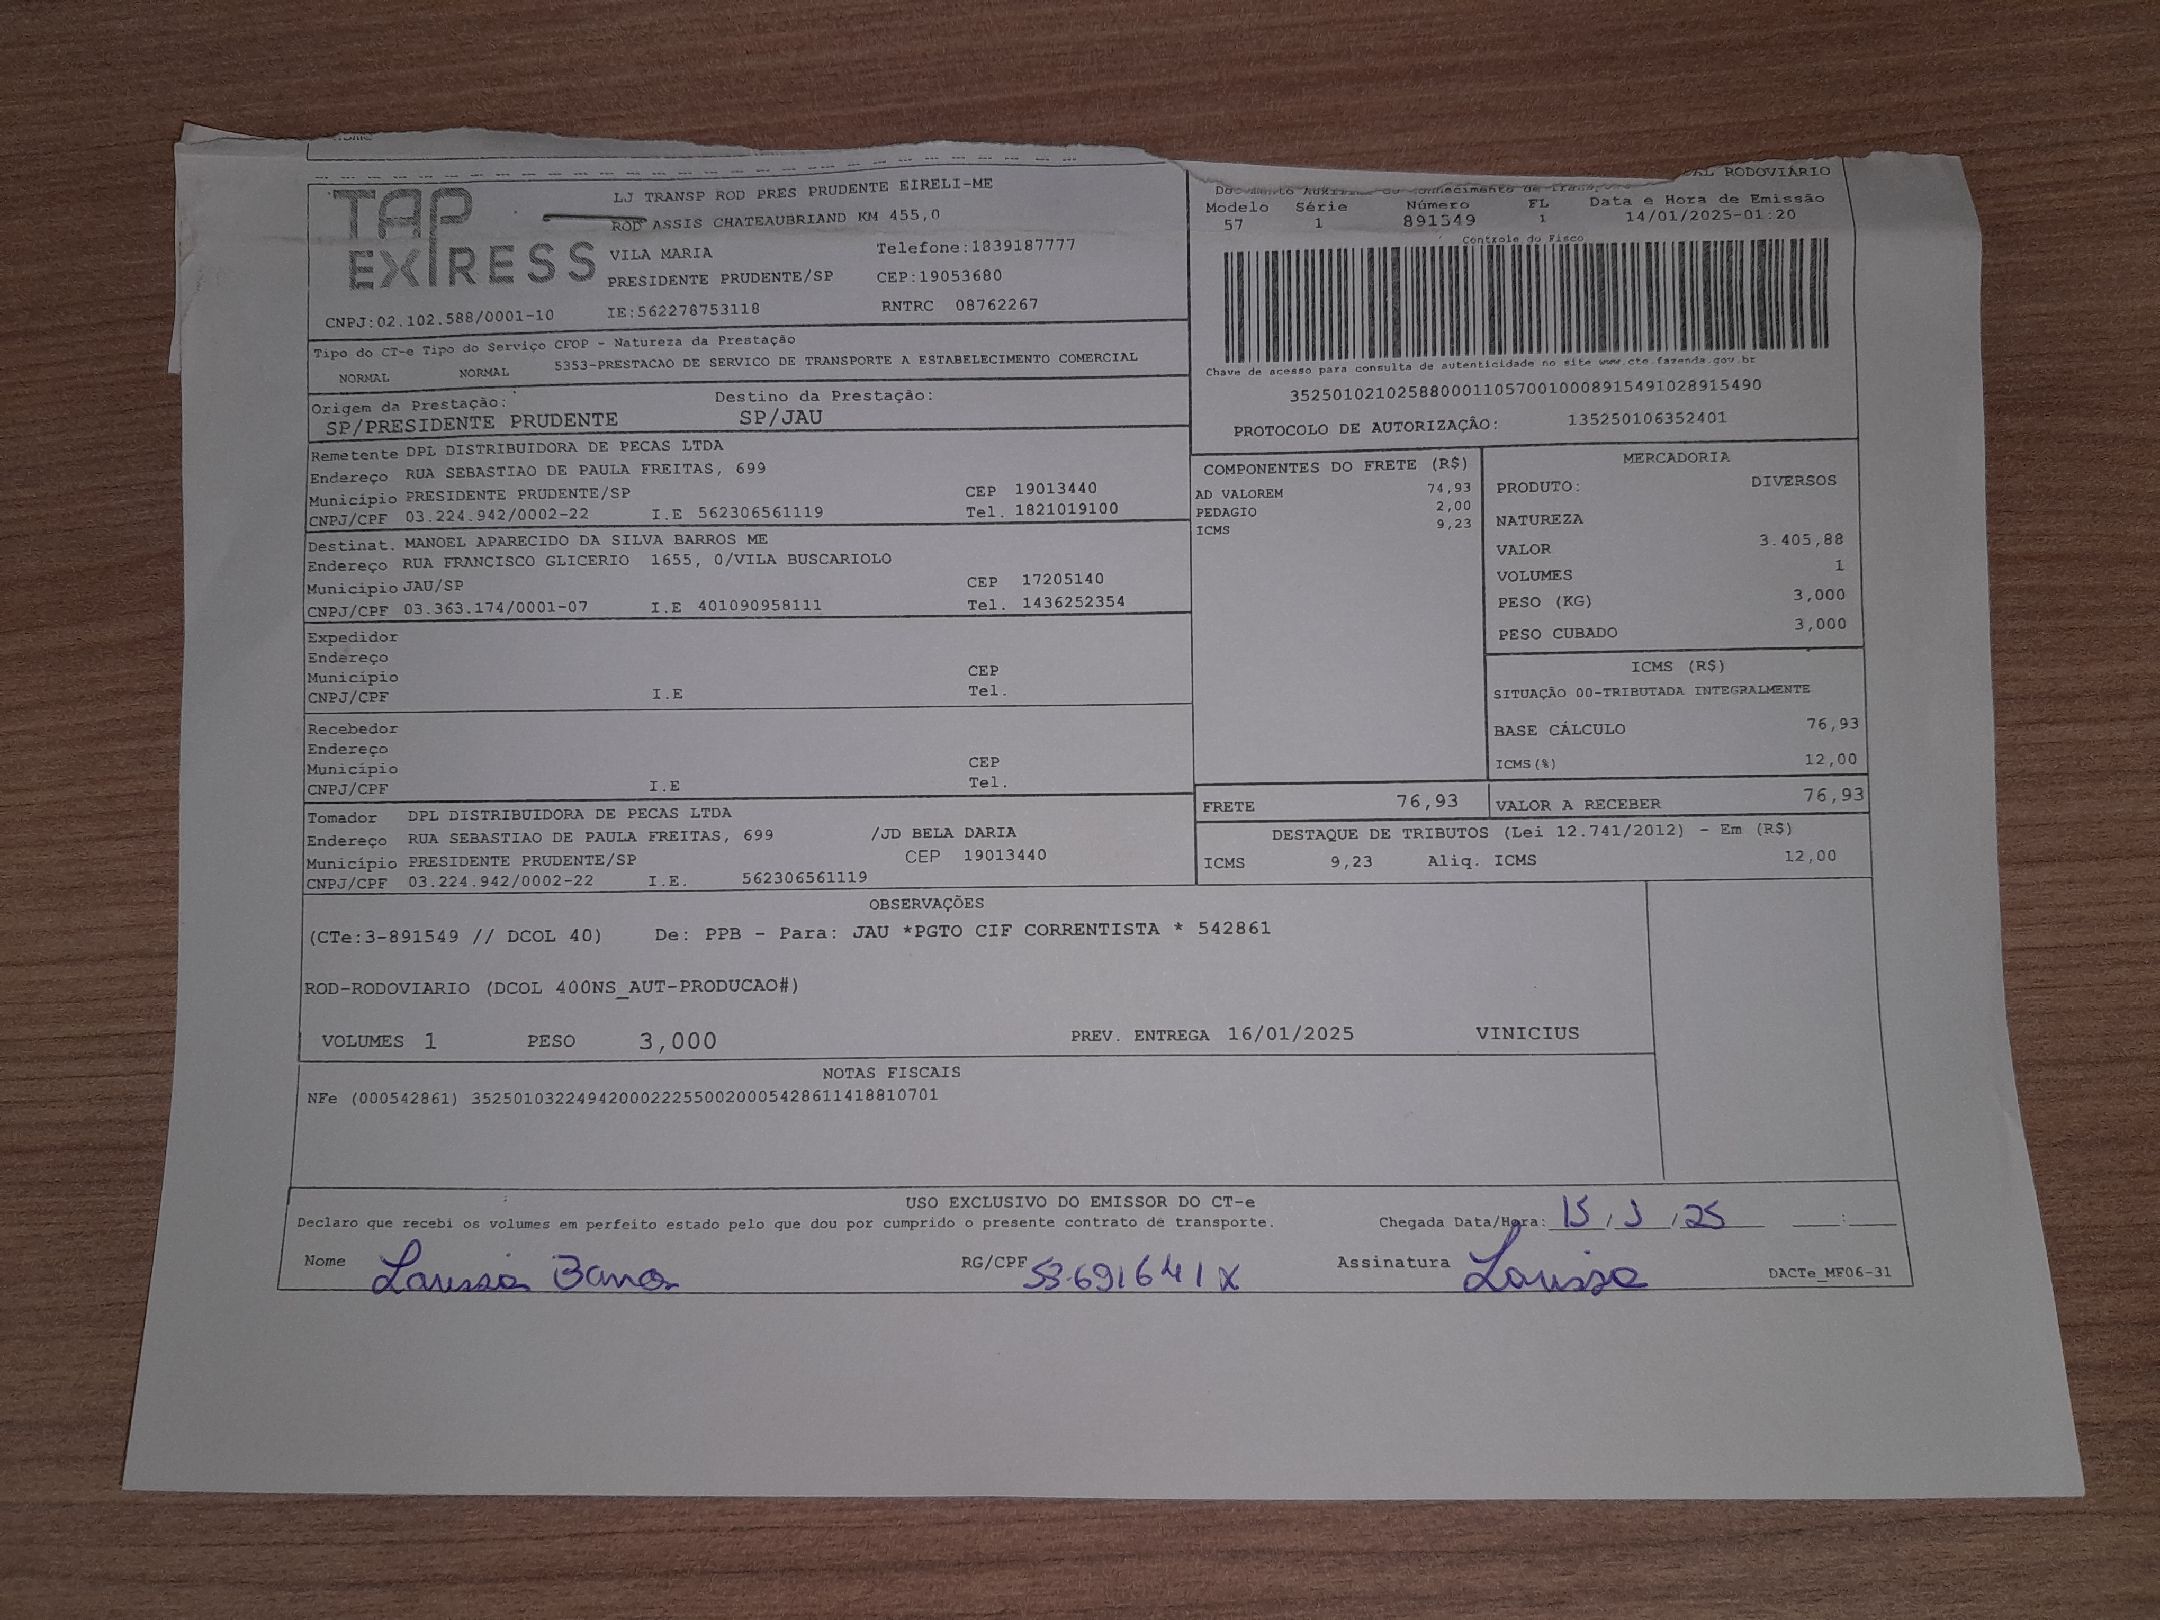 TAP
EXPRESS
LJ TRANSP ROD PRES PRUDENTE EIRELI-ME
ROD ASSIS CHATEAUBRIAND KM 455,0
VILA MARIA Telefone:1839187777
PRESIDENTE PRUDENTE/SP CEP:19053680
CNPJ:02.102.588/0001-10 IE:562278753118 RNTRC 08762267
RODOVIÁRIO
Modelo Série Número FL Data e Hora de Emissão
57 1 891549 1 14/01/2025-01:20
Controle do Fisco
Chave de acesso para consulta de autenticidade no site www.cte.fazenda.gov.br
35250102102588000110570010008915491028915490
PROTOCOLO DE AUTORIZAÇÃO: 135250106352401
Tipo do CT-e Tipo do Serviço CFOP - Natureza da Prestação
NORMAL NORMAL 5353-PRESTACAO DE SERVICO DE TRANSPORTE A ESTABELECIMENTO COMERCIAL
Origem da Prestação: Destino da Prestação:
SP/PRESIDENTE PRUDENTE SP/JAU
Remetente DPL DISTRIBUIDORA DE PECAS LTDA
Endereço RUA SEBASTIAO DE PAULA FREITAS, 699
Município PRESIDENTE PRUDENTE/SP CEP 19013440
CNPJ/CPF 03.224.942/0002-22 I.E 562306561119 Tel. 1821019100
Destinat. MANOEL APARECIDO DA SILVA BARROS ME
Endereço RUA FRANCISCO GLICERIO 1655, 0/VILA BUSCARIOLO
Município JAU/SP CEP 17205140
CNPJ/CPF 03.363.174/0001-07 I.E 401090958111 Tel. 1436252354
Expedidor
Endereço
Município CEP
CNPJ/CPF I.E Tel.
Recebedor
Endereço
Município CEP
CNPJ/CPF I.E Tel.
Tomador DPL DISTRIBUIDORA DE PECAS LTDA
Endereço RUA SEBASTIAO DE PAULA FREITAS, 699 /JD BELA DARIA
Município PRESIDENTE PRUDENTE/SP CEP 19013440
CNPJ/CPF 03.224.942/0002-22 I.E. 562306561119
COMPONENTES DO FRETE (R$)
AD VALOREM 74,93
PEDAGIO 2,00
ICMS 9,23
MERCADORIA
PRODUTO: DIVERSOS
NATUREZA
VALOR 3.405,88
VOLUMES 1
PESO (KG) 3,000
PESO CUBADO 3,000
ICMS (R$)
SITUAÇÃO 00-TRIBUTADA INTEGRALMENTE
BASE CÁLCULO 76,93
ICMS(%) 12,00
FRETE 76,93 VALOR A RECEBER 76,93
DESTAQUE DE TRIBUTOS (Lei 12.741/2012) - Em (R$)
ICMS 9,23 Aliq. ICMS 12,00
OBSERVAÇÕES
(CTe:3-891549 // DCOL 40) De: PPB - Para: JAU *PGTO CIF CORRENTISTA * 542861
ROD-RODOVIARIO (DCOL 400NS_AUT-PRODUCAO#)
VOLUMES 1 PESO 3,000 PREV. ENTREGA 16/01/2025 VINICIUS
NOTAS FISCAIS
NFe (000542861) 35250103224942000222550020005428611418810701
USO EXCLUSIVO DO EMISSOR DO CT-e
Declaro que recebi os volumes em perfeito estado pelo que dou por cumprido o presente contrato de transporte. Chegada Data/Hora: 15/ /25 :
Nome Larissa Barros RG/CPF 53.691641X Assinatura Larissa
DACTe_MF06-31